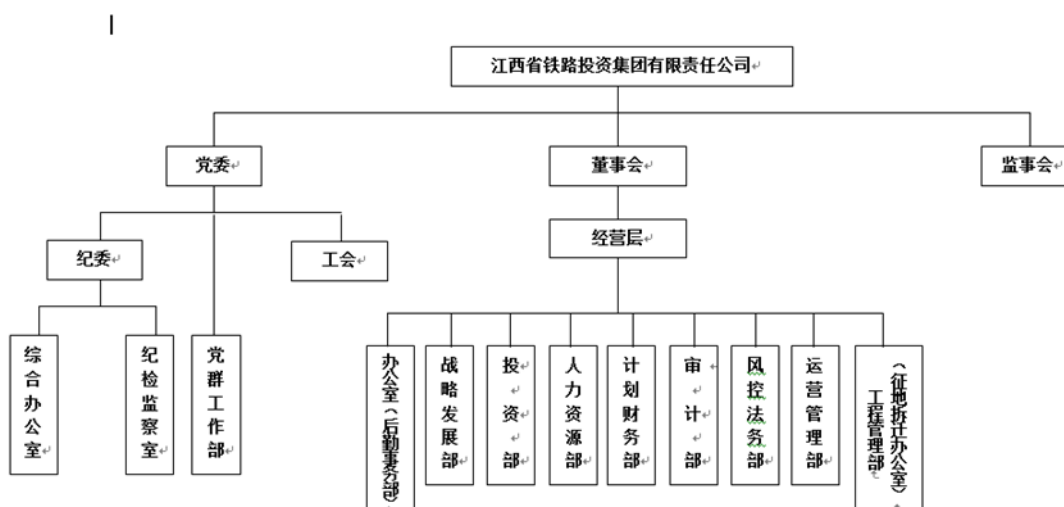 江西省铁路投资集团有限责任公司
党委
董事会
监事会
纪委
工会
经营层
综合办公室
纪检监察室
党群工作部
办公室（后勤事务部）
战略发展部
投资部
人力资源部
计划财务部
审计部
风控法务部
运营管理部
工程管理部
（征地拆迁办公室）